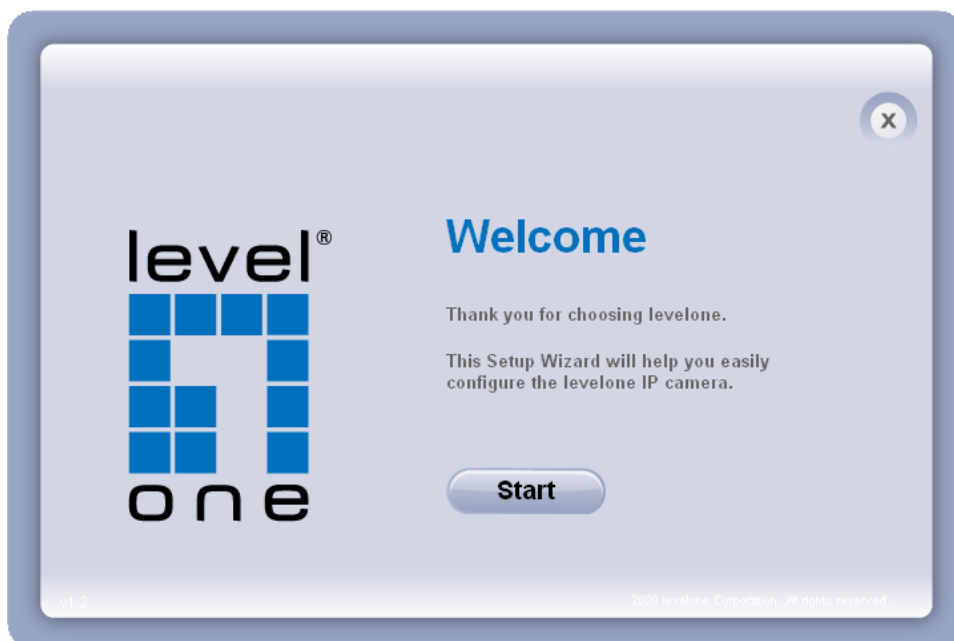 level®
one
Welcome
Thank you for choosing levelone.
This Setup Wizard will help you easily
configure the levelone IP camera.
Start
X
v1.2
2009 levelone Corporation, All rights reserved.